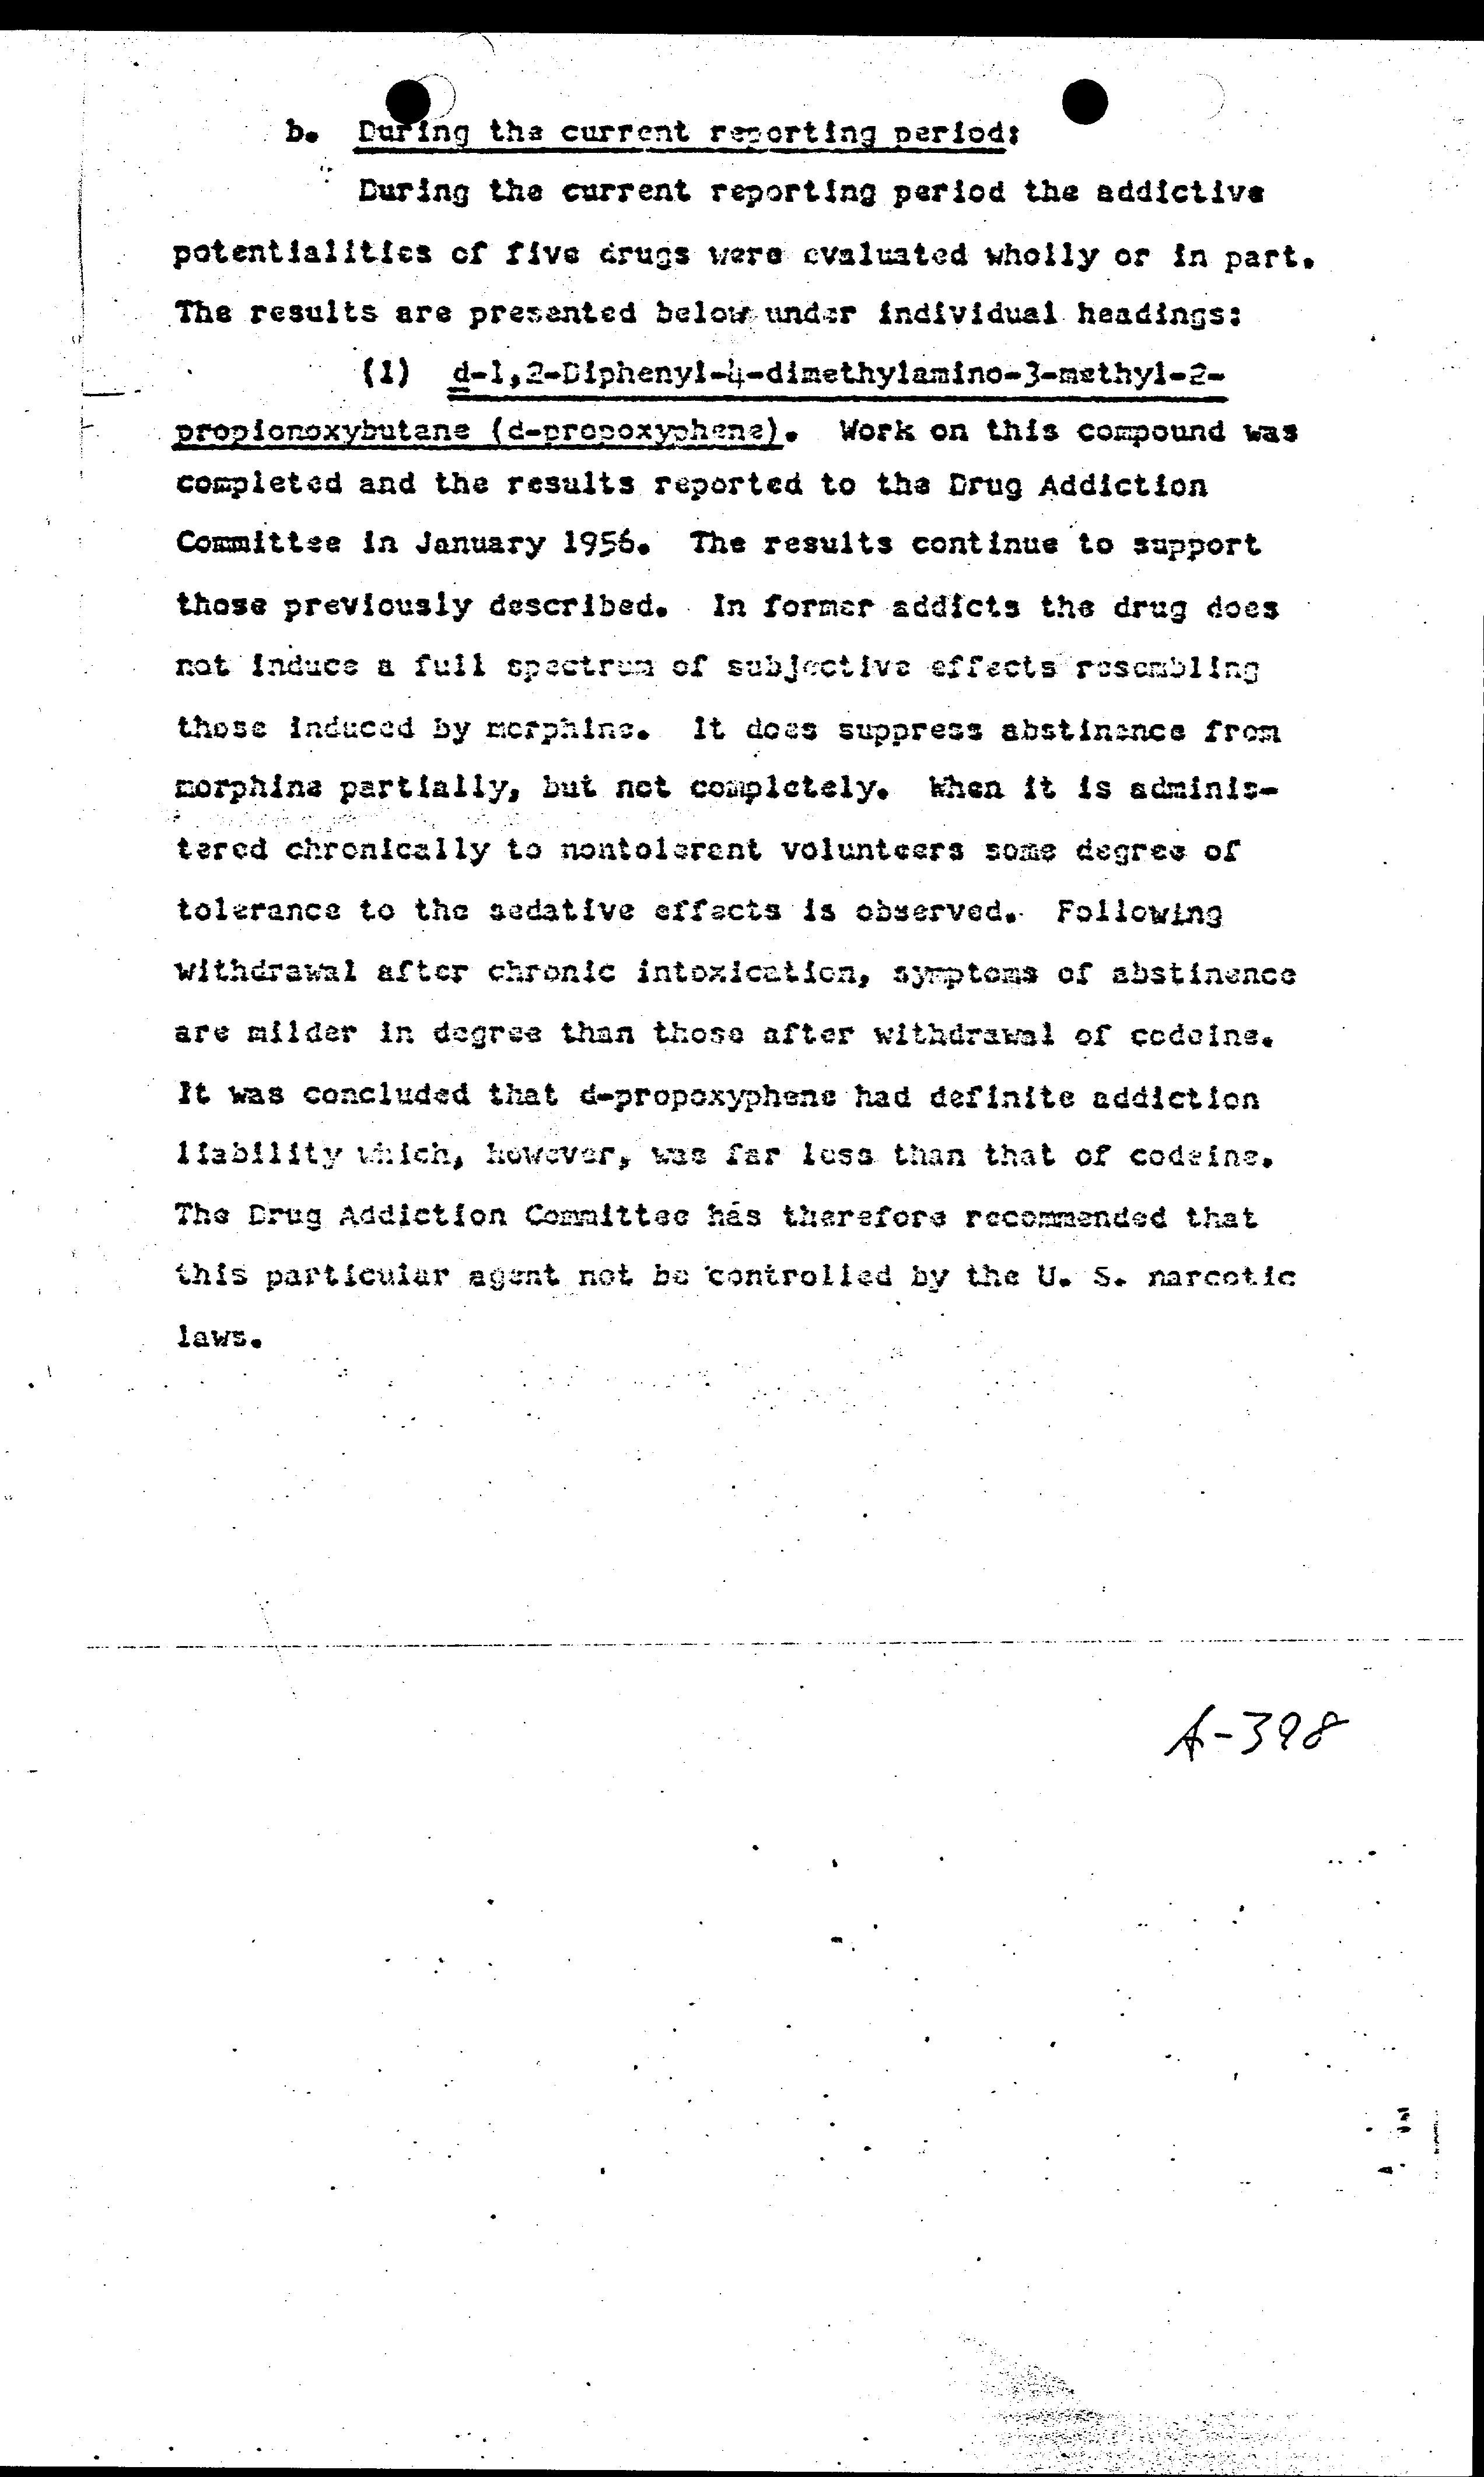 b. During the current reporting period:
During the current reporting period the addictive
potentialities of five drugs were evaluated wholly or in part.
The results are presented below under individual headings:
(1) d-1,2-Diphenyl-4-dimethylamino-3-methyl-2-
propionoxybutane (d-propoxyphene). Work on this compound was
completed and the results reported to the Drug Addiction
Committee in January 1956. The results continue to support
those previously described. In former addicts the drug does
not induce a full spectrum of subjective effects resembling
those induced by morphine. It does suppress abstinence from
morphine partially, but not completely. When it is adminis-
tered chronically to nontolerant volunteers some degree of
tolerance to the sedative effects is observed. Following
withdrawal after chronic intoxication, symptoms of abstinence
are milder in degree than those after withdrawal of codeine.
It was concluded that d-propoxyphene had definite addiction
liability which, however, was far less than that of codeine.
The Drug Addiction Committee has therefore recommended that
this particular agent not be controlled by the U. S. narcotic
laws.
A-398